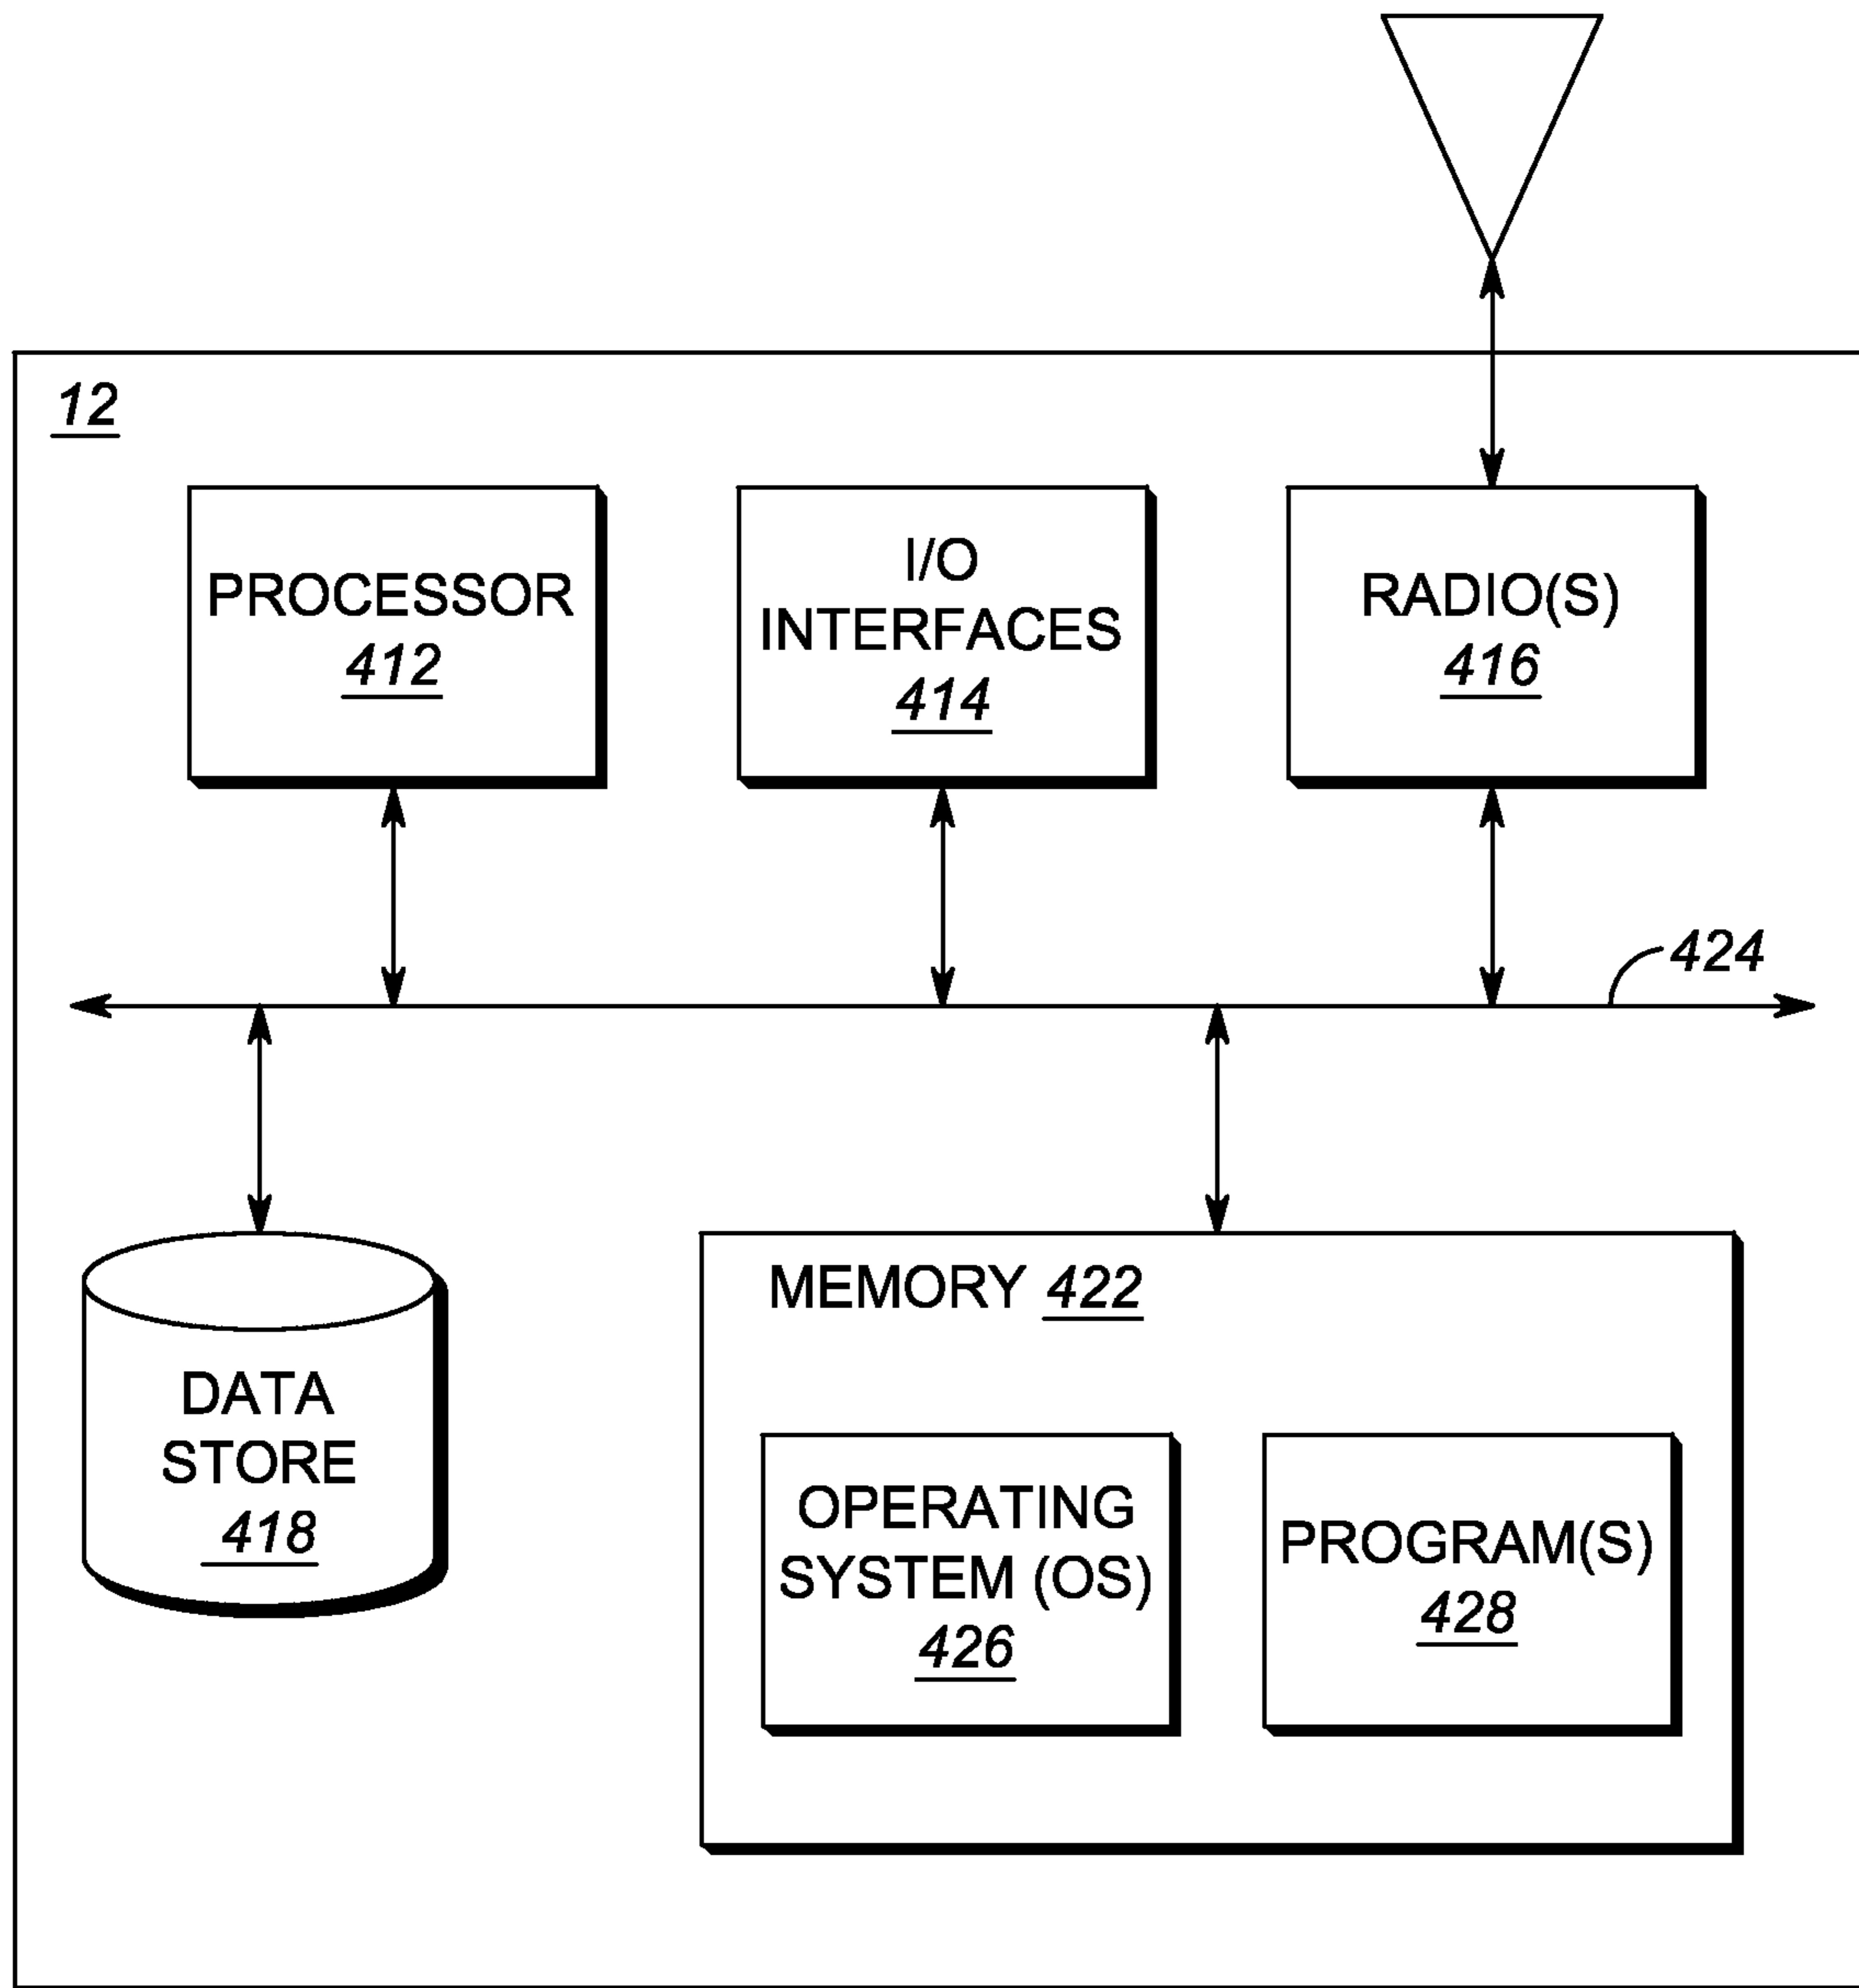 12
PROCESSOR
412
I/O
INTERFACES
414
RADIO(S)
416
424
DATA
STORE
418
MEMORY 422
OPERATING
SYSTEM (OS)
426
PROGRAM(S)
428